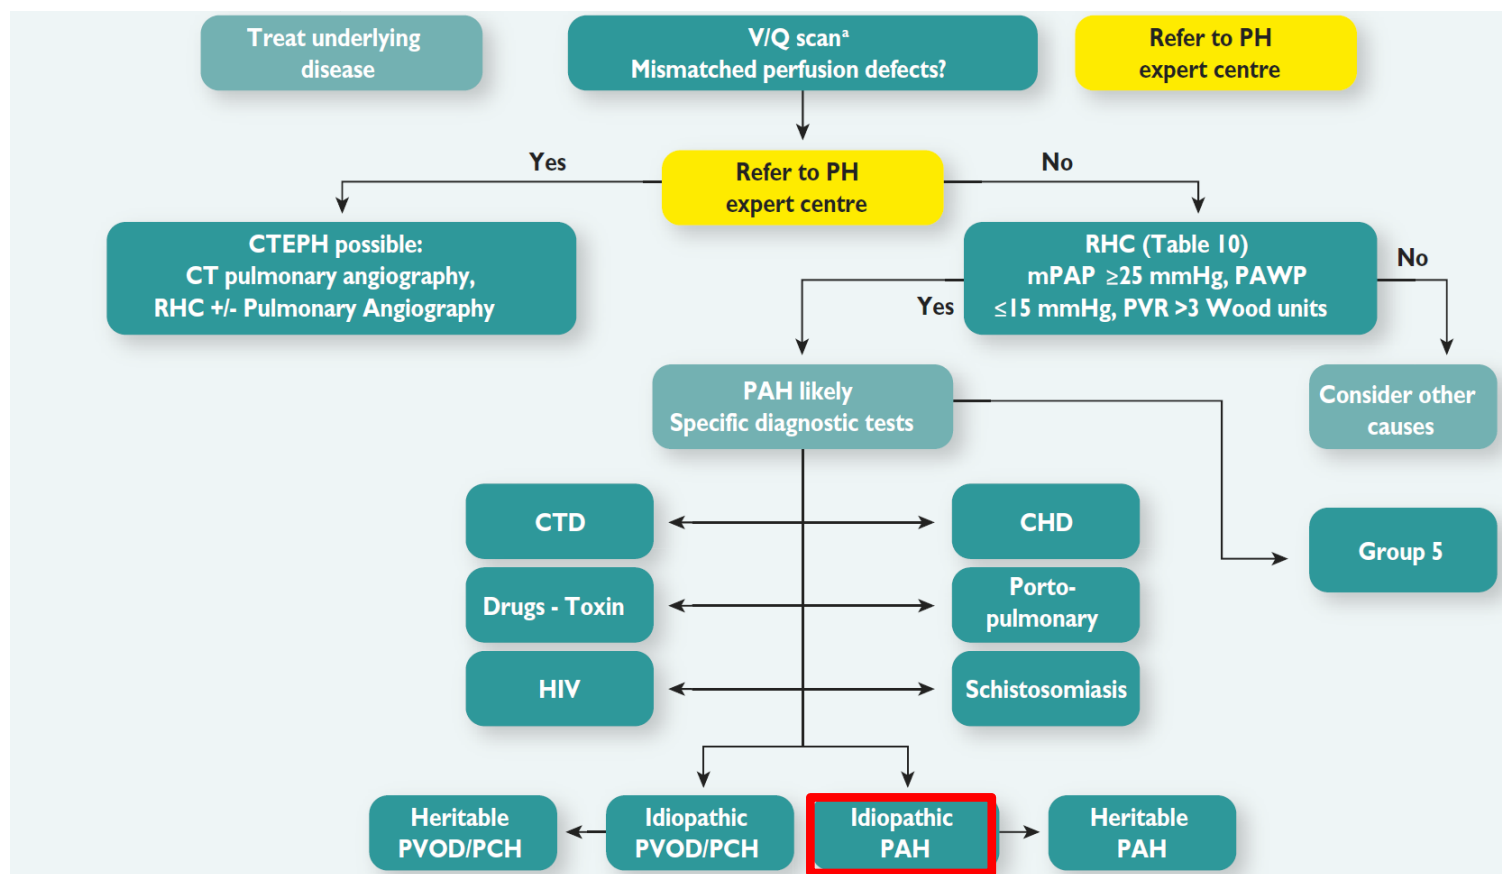 Treat underlying
disease
V/Q scanᵃ
Mismatched perfusion defects?
Refer to PH
expert centre
Yes
Refer to PH
expert centre
No
CTEPH possible:
CT pulmonary angiography,
RHC +/- Pulmonary Angiography
RHC (Table 10)
mPAP ≥25 mmHg, PAWP
≤15 mmHg, PVR >3 Wood units
Yes
No
PAH likely
Specific diagnostic tests
Consider other
causes
CTD
CHD
Group 5
Drugs - Toxin
Porto-
pulmonary
HIV
Schistosomiasis
Heritable
PVOD/PCH
Idiopathic
PVOD/PCH
Idiopathic
PAH
Heritable
PAH